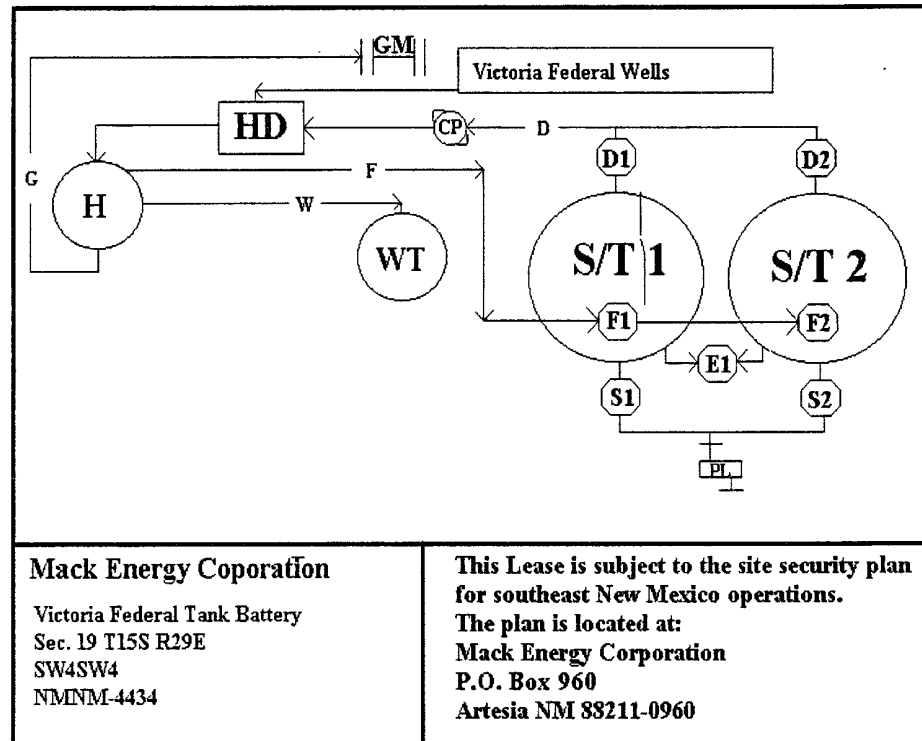 GM
Victoria Federal Wells
HD
CP
D
D1
D2
G
H
F
W
WT
S/T 1
S/T 2
F1
F2
E1
S1
S2
PL
Mack Energy Coporation
Victoria Federal Tank Battery
Sec. 19 T15S R29E
SW4SW4
NMNM-4434
This Lease is subject to the site security plan
for southeast New Mexico operations.
The plan is located at:
Mack Energy Corporation
P.O. Box 960
Artesia NM 88211-0960